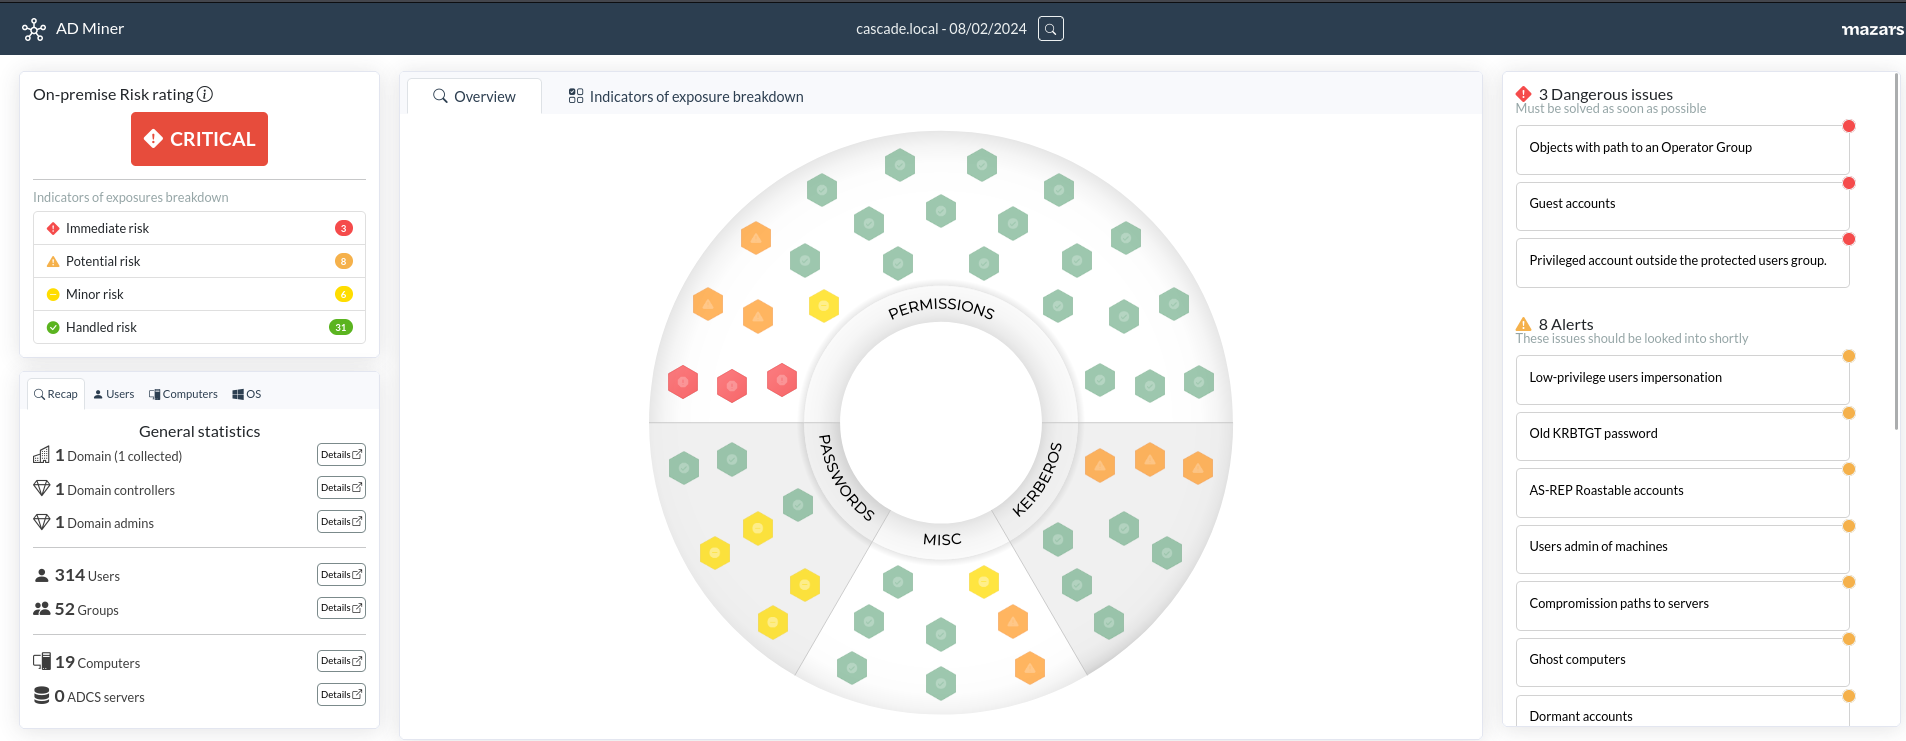 AD Miner
cascade.local - 08/02/2024
mazars
On-premise Risk rating
CRITICAL
Indicators of exposures breakdown
Immediate risk 3
Potential risk 8
Minor risk 6
Handled risk 31
Recap Users Computers OS
General statistics
1 Domain (1 collected) Details
1 Domain controllers Details
1 Domain admins Details
314 Users Details
52 Groups Details
19 Computers Details
0 ADCS servers Details
Overview Indicators of exposure breakdown
PERMISSIONS
PASSWORDS
KERBEROS
MISC
3 Dangerous issues
Must be solved as soon as possible
Objects with path to an Operator Group
Guest accounts
Privileged account outside the protected users group.
8 Alerts
These issues should be looked into shortly
Low-privilege users impersonation
Old KRBTGT password
AS-REP Roastable accounts
Users admin of machines
Compromission paths to servers
Ghost computers
Dormant accounts